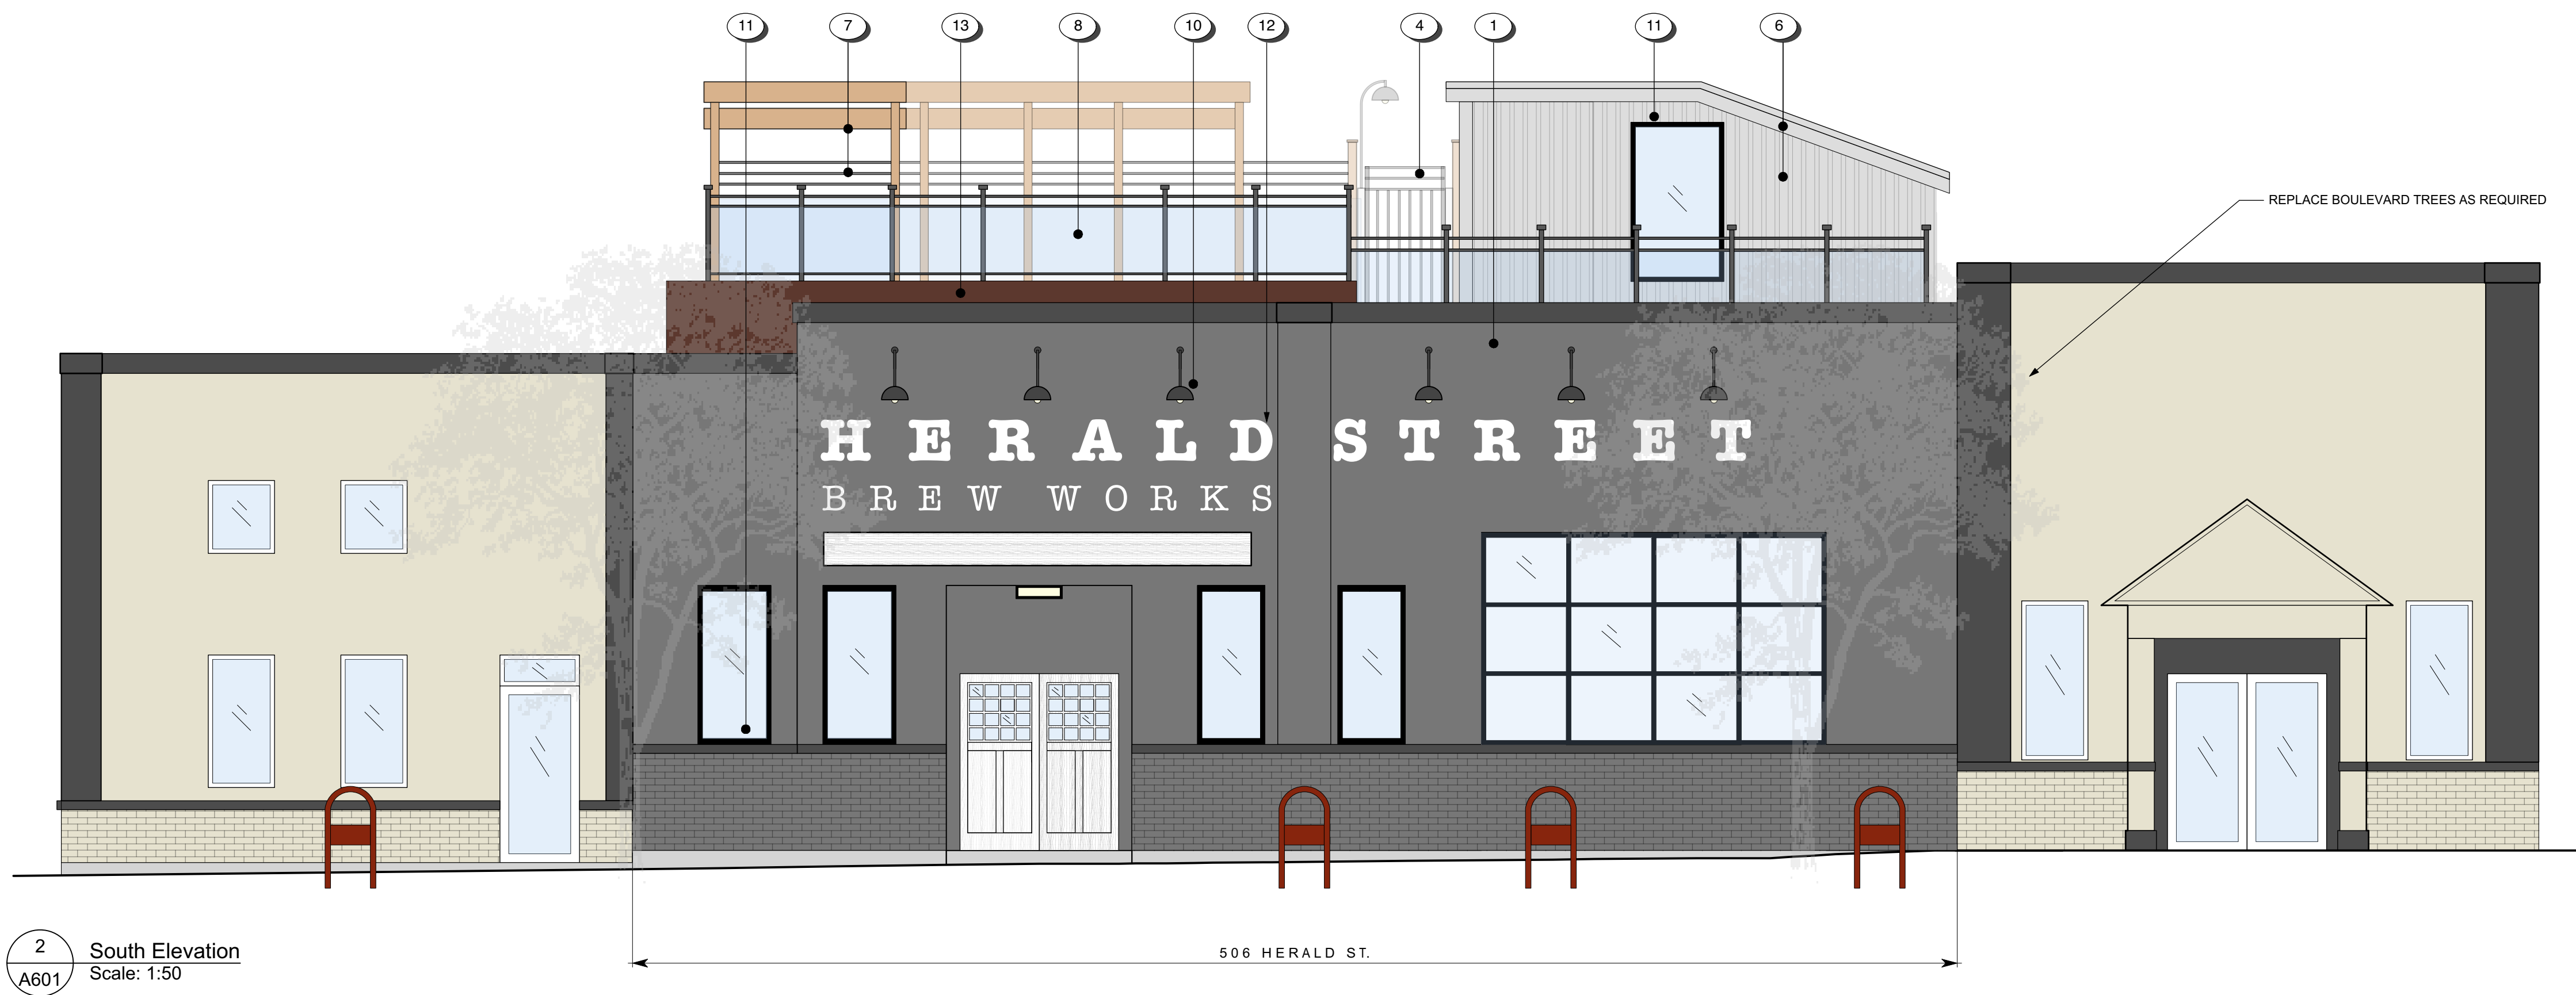 11 7 13 8 10 12 4 1 11 6
REPLACE BOULEVARD TREES AS REQUIRED
HERALD STREET
BREW WORKS
506 HERALD ST.
2
A601
South Elevation
Scale: 1:50